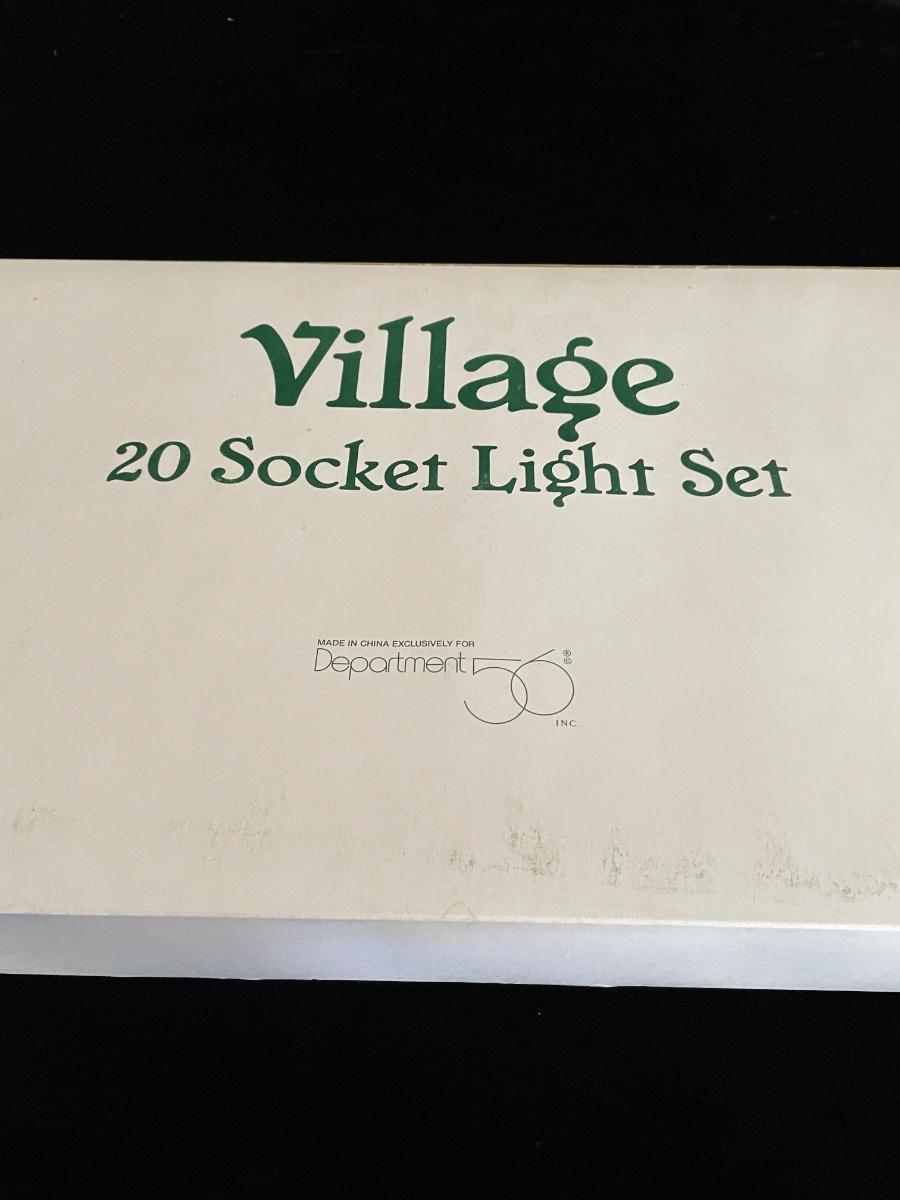 Village
20 Socket Light Set
MADE IN CHINA EXCLUSIVELY FOR
Department 56 ®
©
INC.